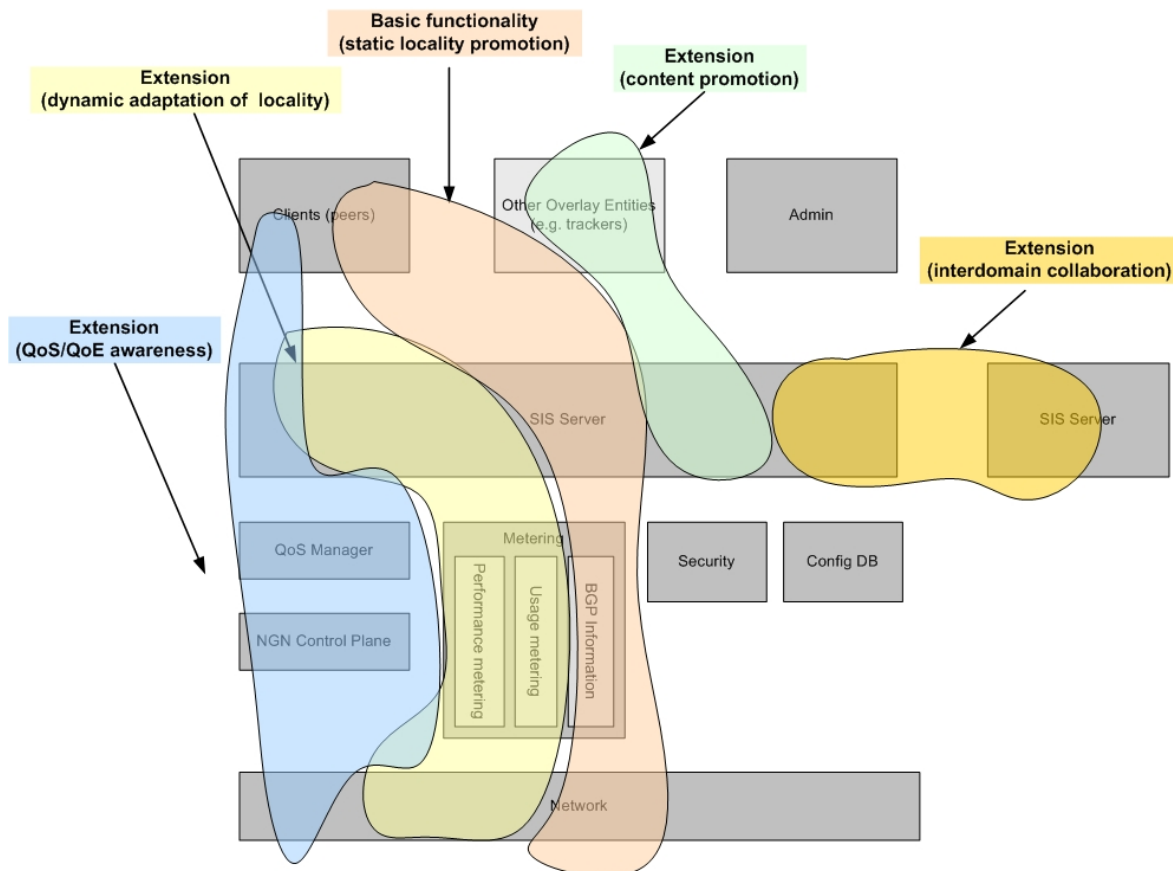 Basic functionality
(static locality promotion)
Extension
(content promotion)
Extension
(dynamic adaptation of locality)
Clients (peers)
Other Overlay Entities
(e.g. trackers)
Admin
Extension
(interdomain collaboration)
Extension
(QoS/QoE awareness)
SIS Server
SIS Server
QoS Manager
Metering
Security
Config DB
Performance metering
Usage metering
BGP Information
NGN Control Plane
Network